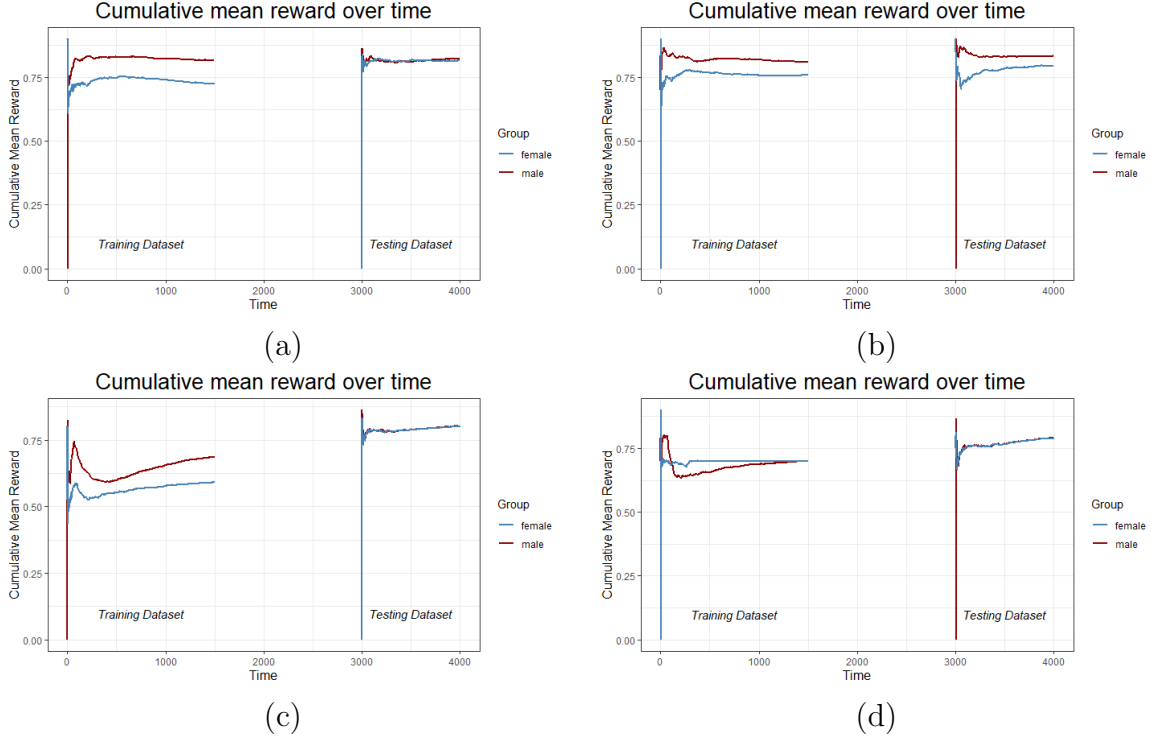 Cumulative mean reward over time
Cumulative Mean Reward
0.75
0.50
0.25
0.00
Training Dataset
Testing Dataset
0
1000
2000
3000
4000
Time
Group
female
male
(a)
Cumulative mean reward over time
Cumulative Mean Reward
0.75
0.50
0.25
0.00
Training Dataset
Testing Dataset
0
1000
2000
3000
4000
Time
Group
female
male
(b)
Cumulative mean reward over time
Cumulative Mean Reward
0.75
0.50
0.25
0.00
Training Dataset
Testing Dataset
0
1000
2000
3000
4000
Time
Group
female
male
(c)
Cumulative mean reward over time
Cumulative Mean Reward
0.75
0.50
0.25
0.00
Training Dataset
Testing Dataset
0
1000
2000
3000
4000
Time
Group
female
male
(d)